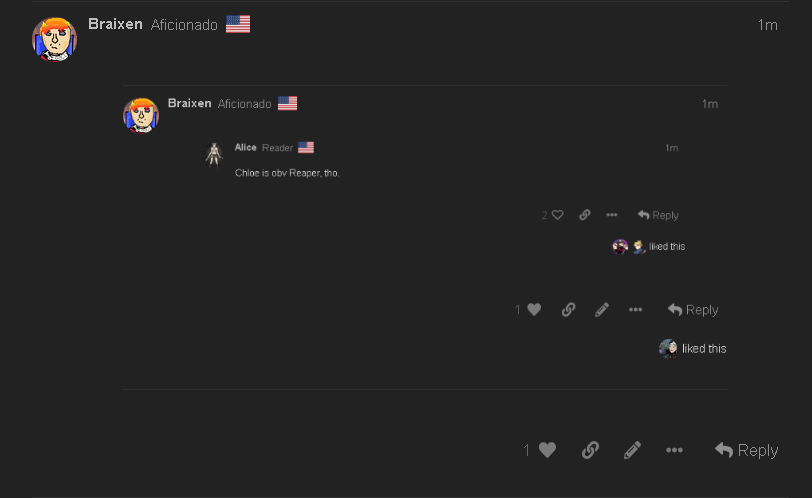 Braixen Aficionado 1m
Braixen Aficionado 1m
Alice Reader 1m
Chloe is obv Reaper, tho.
2 Reply
liked this
1 Reply
liked this
1 Reply